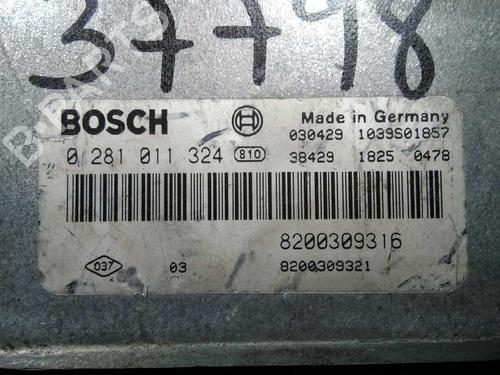 37798
BOSCH
Made in Germany
030429 1039S01857
0 281 011 324 810
38429 1825 0478
8200309316
037 03 8200309321
B-PARTS